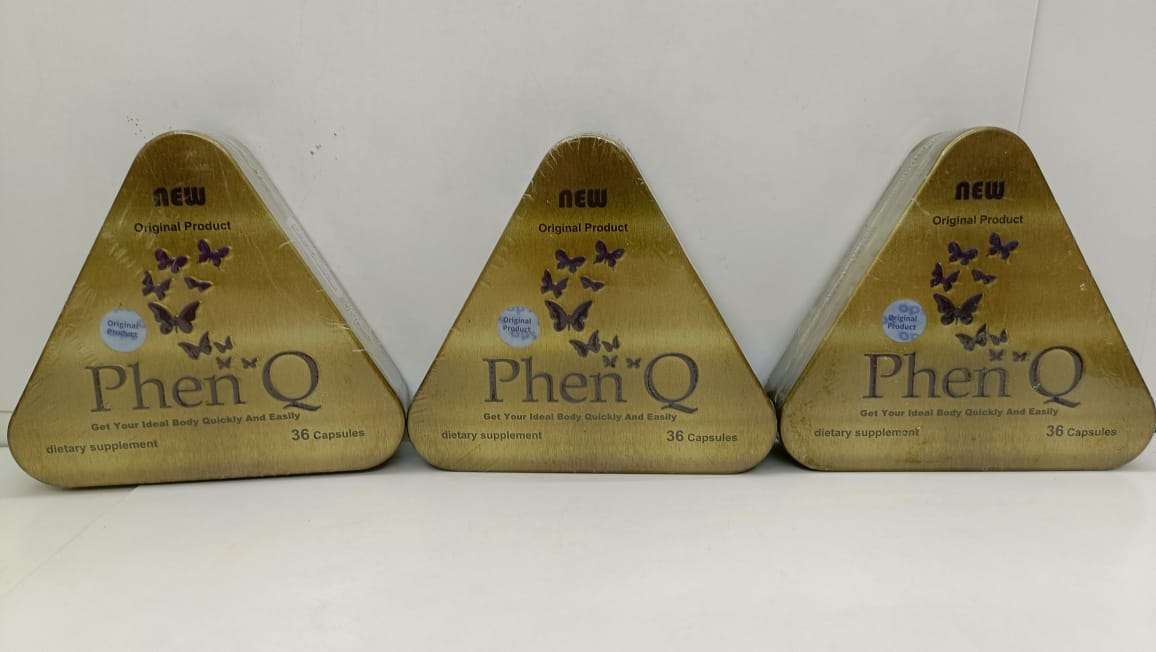 NEW
Original Product
Original
Product
Phen Q
Get Your Ideal Body Quickly And Easily
dietary supplement
36 Capsules
NEW
Original Product
Original
Product
Phen Q
Get Your Ideal Body Quickly And Easily
dietary supplement
36 Capsules
NEW
Original Product
Original
Product
Phen Q
Get Your Ideal Body Quickly And Easily
dietary supplement
36 Capsules